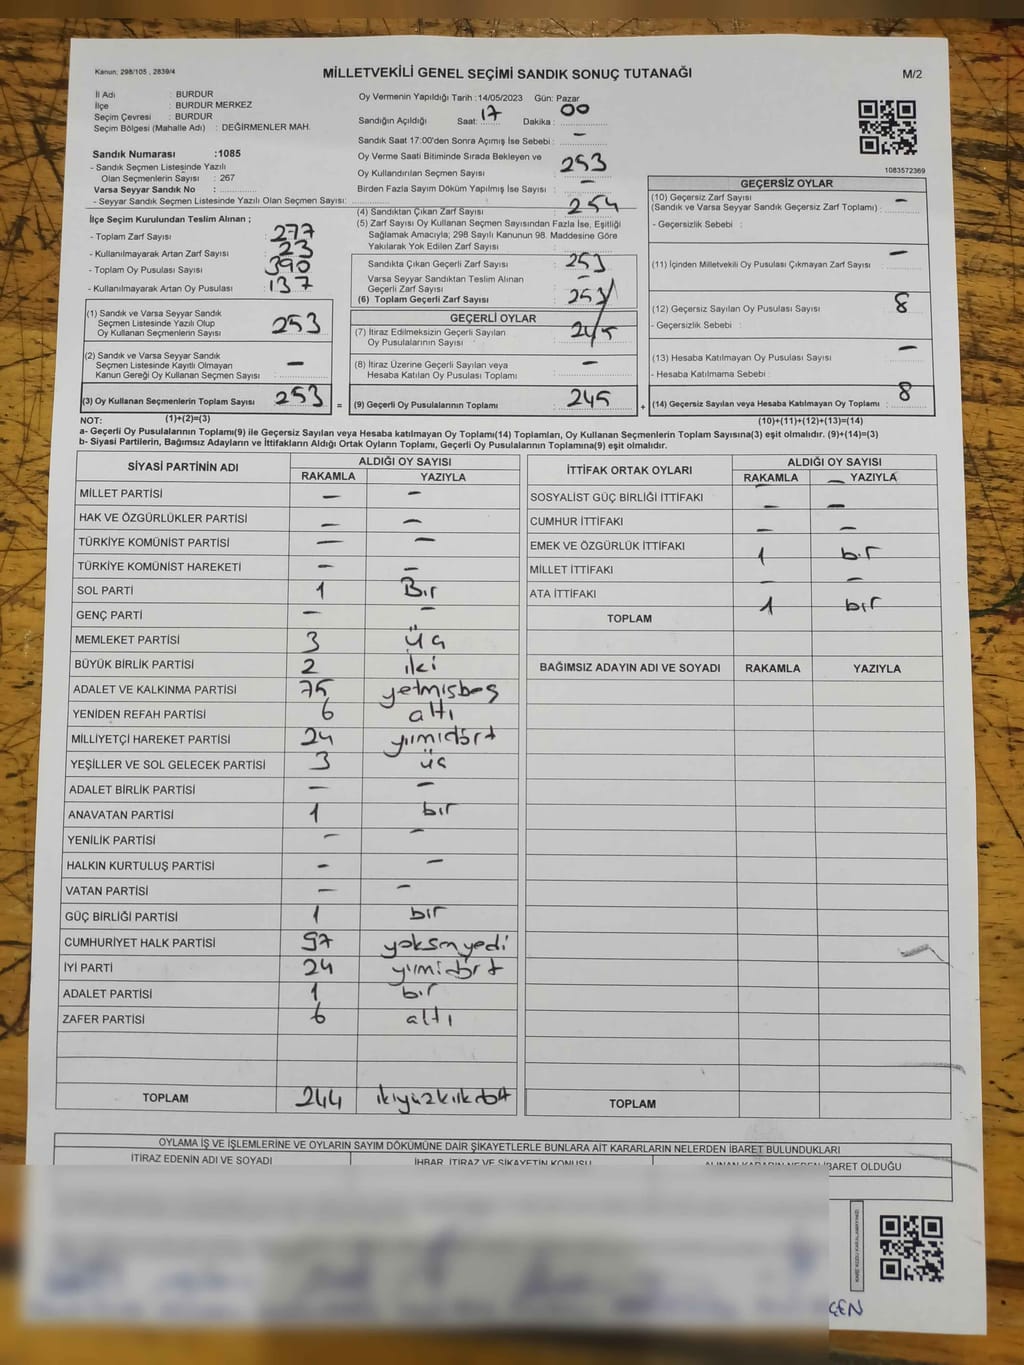 Kanun: 298/105 , 2839/4
MİLLETVEKİLİ GENEL SEÇİMİ SANDIK SONUÇ TUTANAĞI
M/2
İl Adı : BURDUR
İlçe : BURDUR MERKEZ
Seçim Çevresi : BURDUR
Seçim Bölgesi (Mahalle Adı) : DEĞİRMENLER MAH.
Sandık Numarası :1085
- Sandık Seçmen Listesinde Yazılı
Olan Seçmenlerin Sayısı : 267
Varsa Seyyar Sandık No :
- Seyyar Sandık Seçmen Listesinde Yazılı Olan Seçmen Sayısı:
Oy Vermenin Yapıldığı Tarih :14/05/2023 Gün: Pazar
Sandığın Açıldığı Saat: 17 Dakika : 00
Sandık Saat 17:00'den Sonra Açımış İse Sebebi : –
Oy Verme Saati Bitiminde Sırada Bekleyen ve
Oy Kullandırılan Seçmen Sayısı : 253
Birden Fazla Sayım Döküm Yapılmış İse Sayısı : –
1083572369
İlçe Seçim Kurulundan Teslim Alınan ;
- Toplam Zarf Sayısı : 277
- Kullanılmayarak Artan Zarf Sayısı : 23
- Toplam Oy Pusulası Sayısı : 390
- Kullanılmayarak Artan Oy Pusulası : 137
(1) Sandık ve Varsa Seyyar Sandık
Seçmen Listesinde Yazılı Olup
Oy Kullanan Seçmenlerin Sayısı : 253
(2) Sandık ve Varsa Seyyar Sandık
Seçmen Listesinde Kayıtlı Olmayan
Kanun Gereği Oy Kullanan Seçmen Sayısı : –
(3) Oy Kullanan Seçmenlerin Toplam Sayısı : 253 =
(1)+(2)=(3)
(4) Sandıktan Çıkan Zarf Sayısı : 254
(5) Zarf Sayısı Oy Kullanan Seçmen Sayısından Fazla İse, Eşitliği
Sağlamak Amacıyla; 298 Sayılı Kanunun 98. Maddesine Göre
Yakılarak Yok Edilen Zarf Sayısı :
Sandıkta Çıkan Geçerli Zarf Sayısı : 253
Varsa Seyyar Sandıktan Teslim Alınan
Geçerli Zarf Sayısı : –
(6) Toplam Geçerli Zarf Sayısı : 253
GEÇERLİ OYLAR
(7) İtiraz Edilmeksizin Geçerli Sayılan
Oy Pusulalarının Sayısı : 245
(8) İtiraz Üzerine Geçerli Sayılan veya
Hesaba Katılan Oy Pusulası Toplamı : –
(9) Geçerli Oy Pusulalarının Toplamı : 245 +
GEÇERSİZ OYLAR
(10) Geçersiz Zarf Sayısı
(Sandık ve Varsa Seyyar Sandık Geçersiz Zarf Toplamı) : –
- Geçersizlik Sebebi :
(11) İçinden Milletvekili Oy Pusulası Çıkmayan Zarf Sayısı : –
(12) Geçersiz Sayılan Oy Pusulası Sayısı : 8
- Geçersizlik Sebebi :
(13) Hesaba Katılmayan Oy Pusulası Sayısı : –
- Hesaba Katılmama Sebebi :
(14) Geçersiz Sayılan veya Hesaba Katılmayan Oy Toplamı : 8
(10)+(11)+(12)+(13)=(14)
NOT:
a- Geçerli Oy Pusulalarının Toplamı(9) ile Geçersiz Sayılan veya Hesaba katılmayan Oy Toplamı(14) Toplamları, Oy Kullanan Seçmenlerin Toplam Sayısına(3) eşit olmalıdır. (9)+(14)=(3)
b- Siyasi Partilerin, Bağımsız Adayların ve İttifakların Aldığı Ortak Oyların Toplamı, Geçerli Oy Pusulalarının Toplamına(9) eşit olmalıdır.
SİYASİ PARTİNİN ADI
ALDIĞI OY SAYISI
RAKAMLA YAZIYLA
MİLLET PARTİSİ – –
HAK VE ÖZGÜRLÜKLER PARTİSİ – –
TÜRKİYE KOMÜNİST PARTİSİ – –
TÜRKİYE KOMÜNİST HAREKETİ – –
SOL PARTİ 1 Bır
GENÇ PARTİ – –
MEMLEKET PARTİSİ 3 üç
BÜYÜK BİRLİK PARTİSİ 2 iki
ADALET VE KALKINMA PARTİSİ 75 yetmişbeş
YENİDEN REFAH PARTİSİ 6 altı
MİLLİYETÇİ HAREKET PARTİSİ 24 yirmidört
YEŞİLLER VE SOL GELECEK PARTİSİ 3 üç
ADALET BİRLİK PARTİSİ – –
ANAVATAN PARTİSİ 1 bır
YENİLİK PARTİSİ – –
HALKIN KURTULUŞ PARTİSİ – –
VATAN PARTİSİ – –
GÜÇ BİRLİĞİ PARTİSİ 1 bır
CUMHURİYET HALK PARTİSİ 97 doksanyedi
İYİ PARTİ 24 yirmidört
ADALET PARTİSİ 1 bır
ZAFER PARTİSİ 6 altı
TOPLAM 244 ikiyüzkırkdört
İTTİFAK ORTAK OYLARI
ALDIĞI OY SAYISI
RAKAMLA YAZIYLA
SOSYALİST GÜÇ BİRLİĞİ İTTİFAKI – –
CUMHUR İTTİFAKI – –
EMEK VE ÖZGÜRLÜK İTTİFAKI – –
MİLLET İTTİFAKI 1 bır
ATA İTTİFAKI – –
TOPLAM 1 bır
BAĞIMSIZ ADAYIN ADI VE SOYADI RAKAMLA YAZIYLA
TOPLAM
OYLAMA İŞ VE İŞLEMLERİNE VE OYLARIN SAYIM DÖKÜMÜNE DAİR ŞİKAYETLERLE BUNLARA AİT KARARLARIN NELERDEN İBARET BULUNDUKLARI
İTİRAZ EDENİN ADI VE SOYADI
İHBAR, İTİRAZ VE ŞİKAYETİN KONUSU
ALINAN KARARIN NEDEN İBARET OLDUĞU